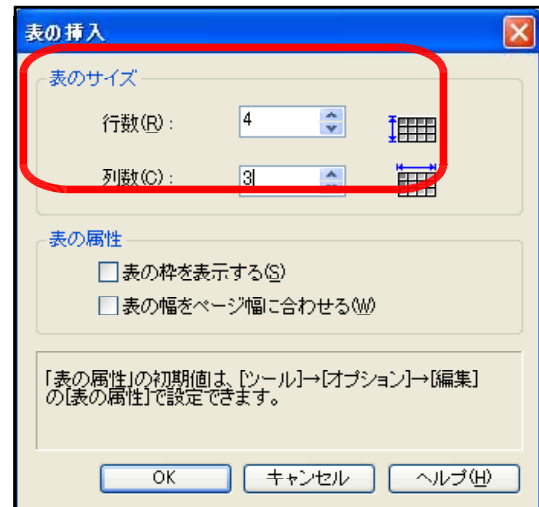 表の挿入
表のサイズ
行数(R):
4
列数(C):
3
表の属性
表の枠を表示する(S)
表の幅をページ幅に合わせる(W)
「表の属性」の初期値は、[ツール]→[オプション]→[編集]
の[表の属性]で設定できます。
OK キャンセル ヘルプ(H)